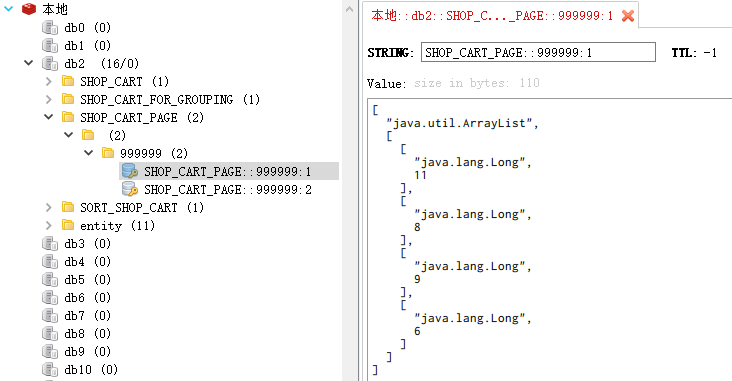 本地
db0 (0)
db1 (0)
db2 (16/0)
SHOP_CART (1)
SHOP_CART_FOR_GROUPING (1)
SHOP_CART_PAGE (2)
(2)
999999 (2)
SHOP_CART_PAGE::999999:1
SHOP_CART_PAGE::999999:2
SORT_SHOP_CART (1)
entity (11)
db3 (0)
db4 (0)
db5 (0)
db6 (0)
db7 (0)
db8 (0)
db9 (0)
db10 (0)
本地::db2::SHOP_C..._PAGE::999999:1
STRING: SHOP_CART_PAGE::999999:1 TTL: -1
Value: size in bytes: 110
[
"java.util.ArrayList",
[
[
"java.lang.Long",
11
],
[
"java.lang.Long",
8
],
[
"java.lang.Long",
9
],
[
"java.lang.Long",
6
]
]
]